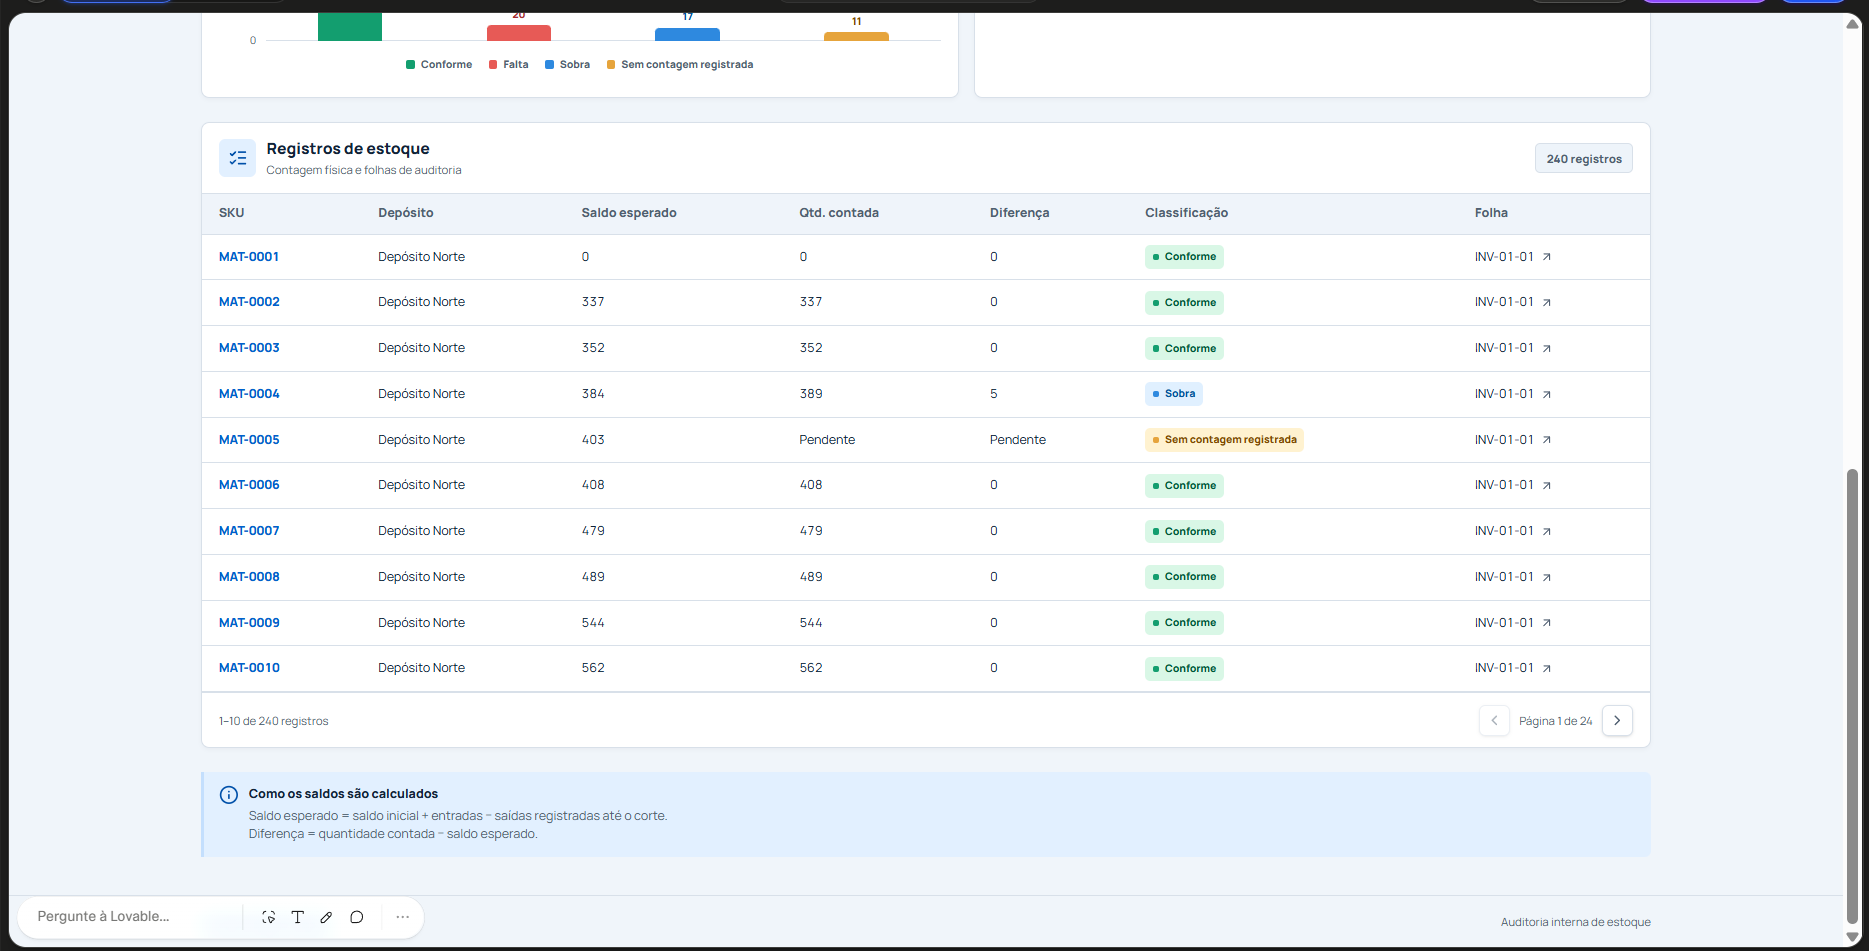 20
17
11
0
Conforme Falta Sobra Sem contagem registrada
Registros de estoque
Contagem física e folhas de auditoria
240 registros
SKU Depósito Saldo esperado Qtd. contada Diferença Classificação Folha
MAT-0001 Depósito Norte 0 0 0 Conforme INV-01-01
MAT-0002 Depósito Norte 337 337 0 Conforme INV-01-01
MAT-0003 Depósito Norte 352 352 0 Conforme INV-01-01
MAT-0004 Depósito Norte 384 389 5 Sobra INV-01-01
MAT-0005 Depósito Norte 403 Pendente Pendente Sem contagem registrada INV-01-01
MAT-0006 Depósito Norte 408 408 0 Conforme INV-01-01
MAT-0007 Depósito Norte 479 479 0 Conforme INV-01-01
MAT-0008 Depósito Norte 489 489 0 Conforme INV-01-01
MAT-0009 Depósito Norte 544 544 0 Conforme INV-01-01
MAT-0010 Depósito Norte 562 562 0 Conforme INV-01-01
1–10 de 240 registros
Página 1 de 24
Como os saldos são calculados
Saldo esperado = saldo inicial + entradas − saídas registradas até o corte.
Diferença = quantidade contada − saldo esperado.
Pergunte à Lovable...
Auditoria interna de estoque